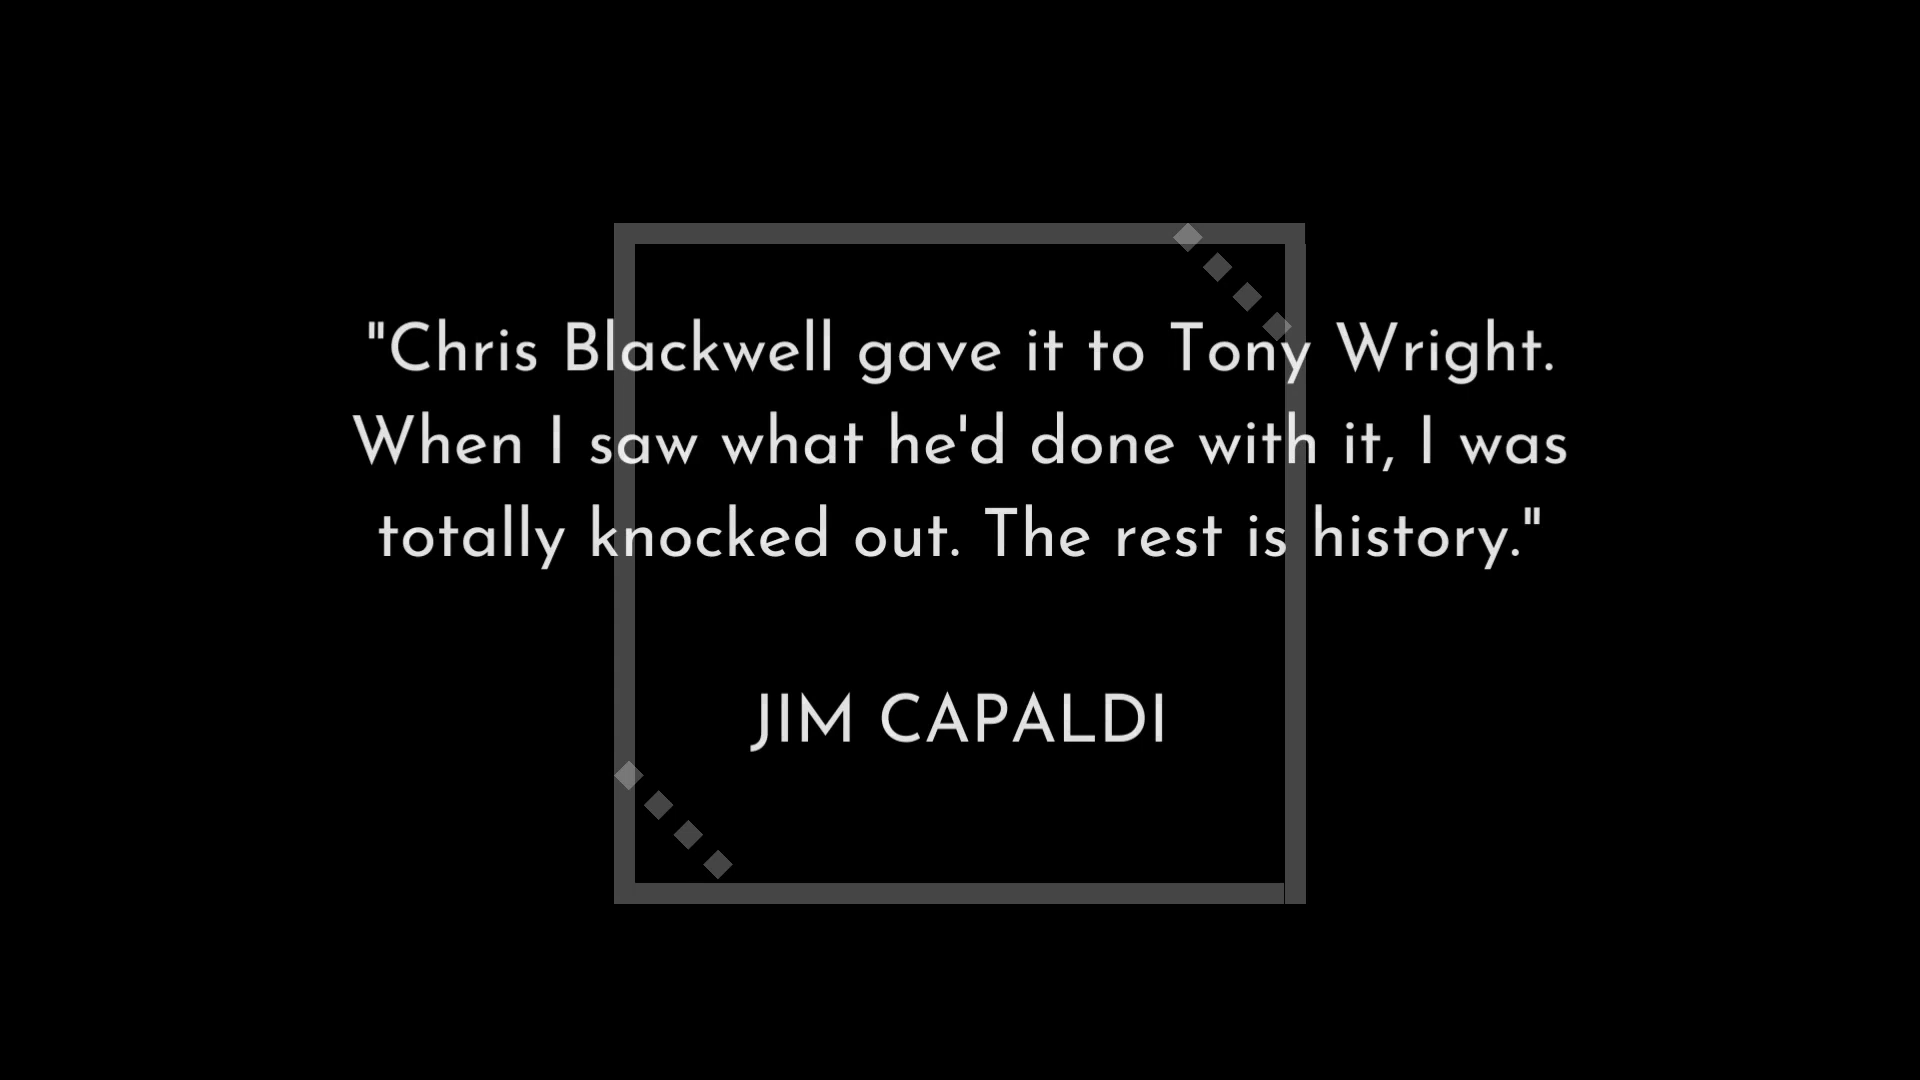 "Chris Blackwell gave it to Tony Wright.
When I saw what he'd done with it, I was
totally knocked out. The rest is history."
JIM CAPALDI